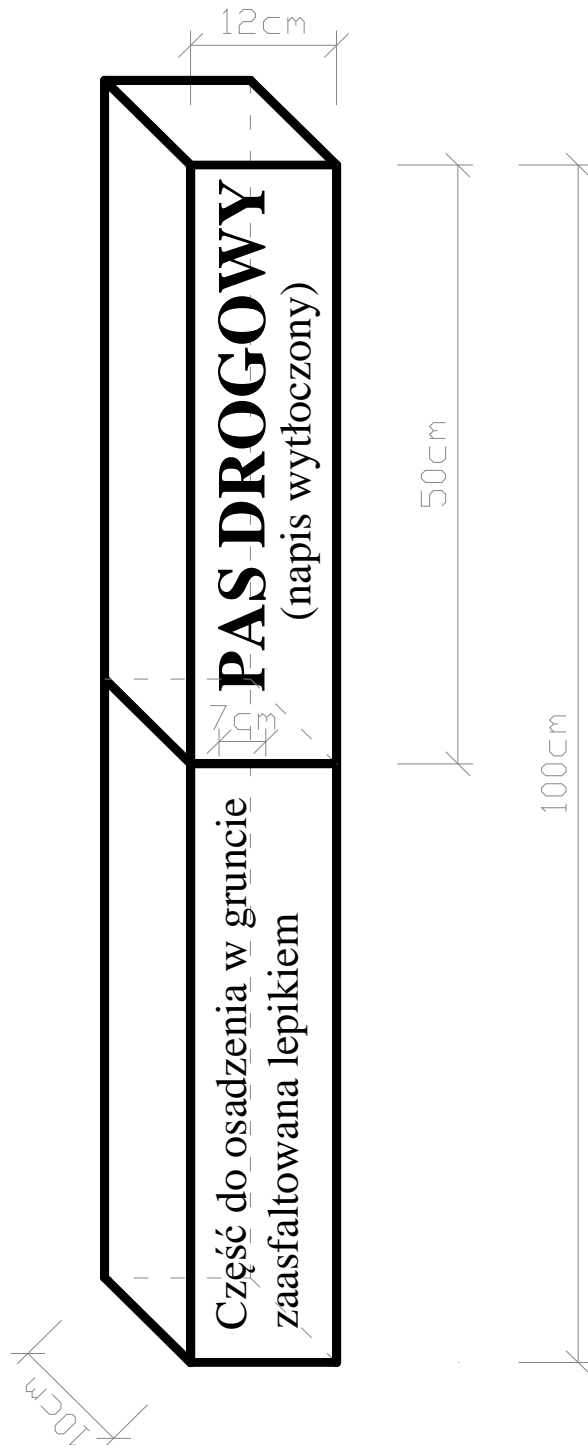 12cm
PAS DROGOWY
(napis wytłoczony)
50cm
7cm
100cm
Część do osadzenia w gruncie
zaasfaltowana lepikiem
10cm